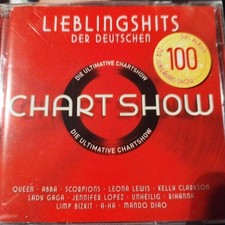 LIEBLINGSHITS
DER DEUTSCHEN
100
DIE ULTIMATIVE CHARTSHOW
CHART SHOW
DIE ULTIMATIVE CHARTSHOW
QUEEN · ABBA · SCORPIONS · LEONA LEWIS · KELLY CLARKSON
LADY GAGA · JENNIFER LOPEZ · UNHEILIG · RIHANNA
LIMP BIZKIT · A-HA · MANDO DIAO